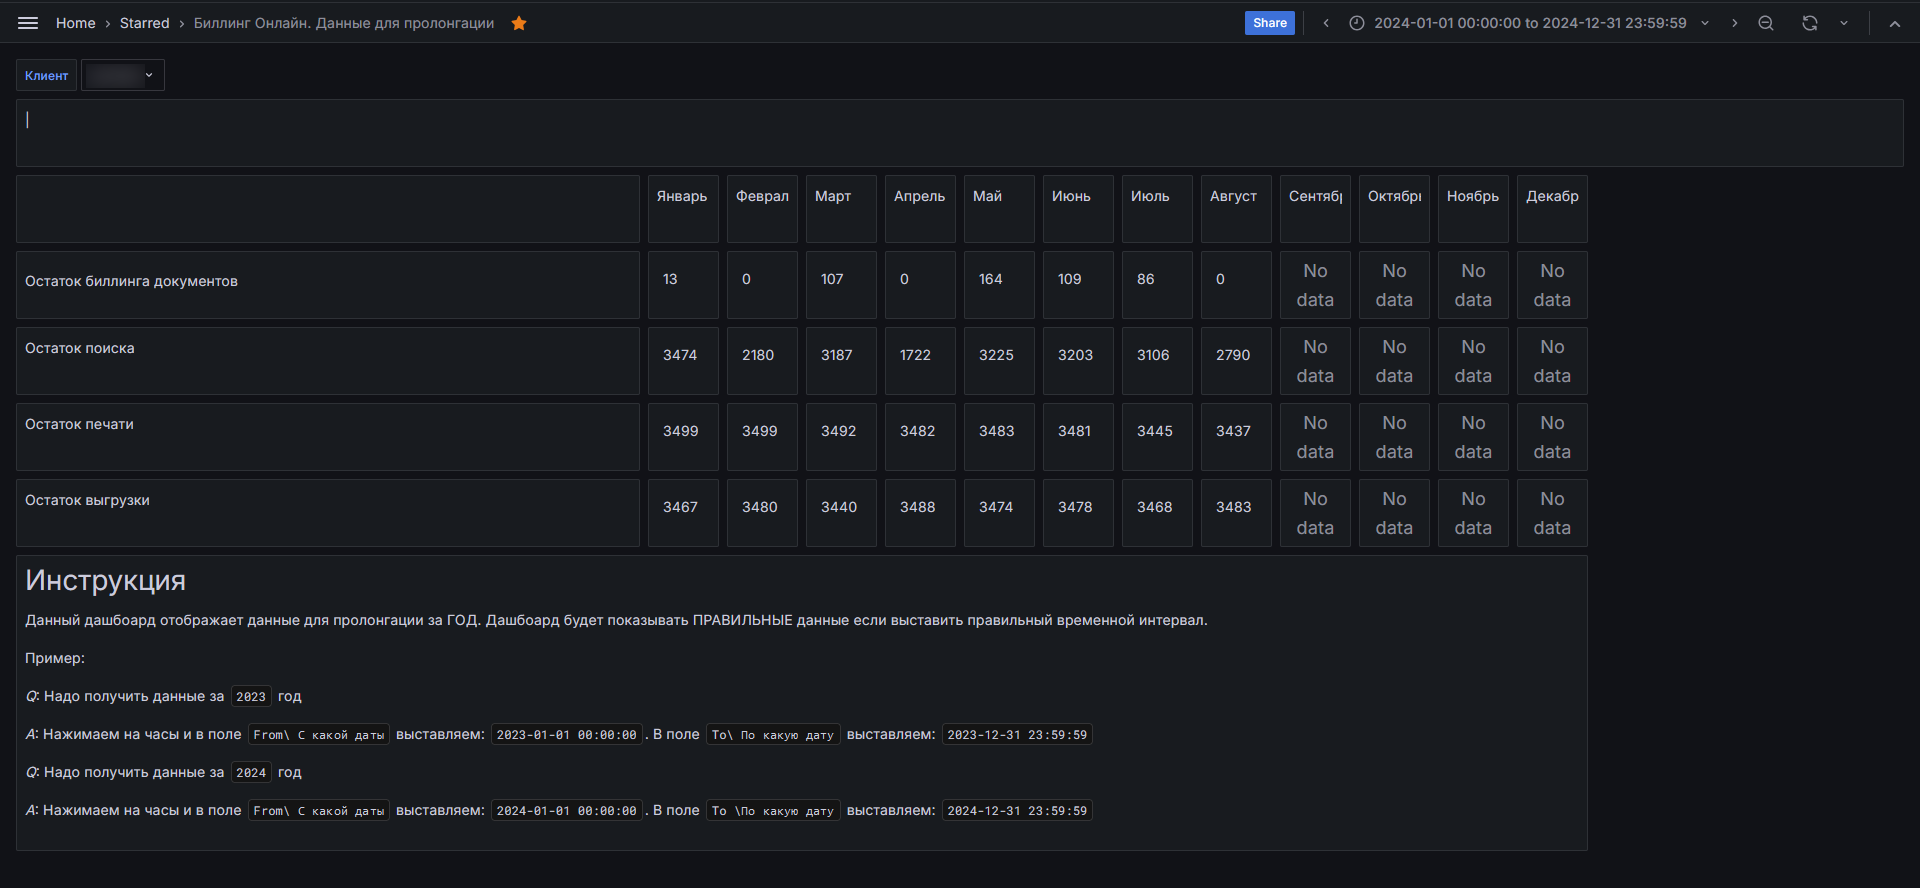 Home › Starred › Биллинг Онлайн. Данные для пролонгации
Share
2024-01-01 00:00:00 to 2024-12-31 23:59:59
Клиент
Январь Феврал Март Апрель Май Июнь Июль Август Сентяб Октябрь Ноябрь Декабр
Остаток биллинга документов 13 0 107 0 164 109 86 0 No data No data No data No data
Остаток поиска 3474 2180 3187 1722 3225 3203 3106 2790 No data No data No data No data
Остаток печати 3499 3499 3492 3482 3483 3481 3445 3437 No data No data No data No data
Остаток выгрузки 3467 3480 3440 3488 3474 3478 3468 3483 No data No data No data No data
Инструкция
Данный дашбоард отображает данные для пролонгации за ГОД. Дашбоард будет показывать ПРАВИЛЬНЫЕ данные если выставить правильный временной интервал.
Пример:
Q: Надо получить данные за 2023 год
A: Нажимаем на часы и в поле From\ С какой даты выставляем: 2023-01-01 00:00:00. В поле To\ По какую дату выставляем: 2023-12-31 23:59:59
Q: Надо получить данные за 2024 год
A: Нажимаем на часы и в поле From\ С какой даты выставляем: 2024-01-01 00:00:00. В поле To \По какую дату выставляем: 2024-12-31 23:59:59